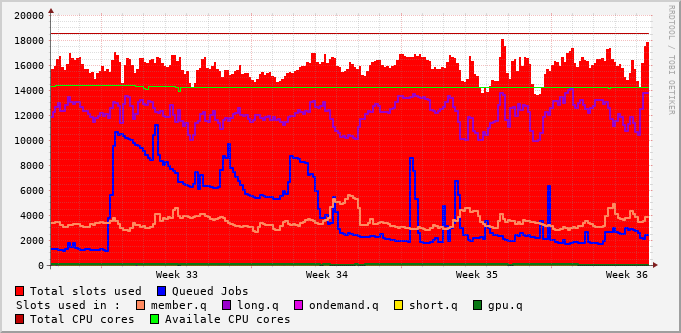 20000
18000
16000
14000
12000
10000
8000
6000
4000
2000
0
Week 33 Week 34 Week 35 Week 36
Total slots used Queued Jobs
Slots used in : member.q long.q ondemand.q short.q gpu.q
Total CPU cores Availale CPU cores
RRDTOOL / TOBI OETIKER